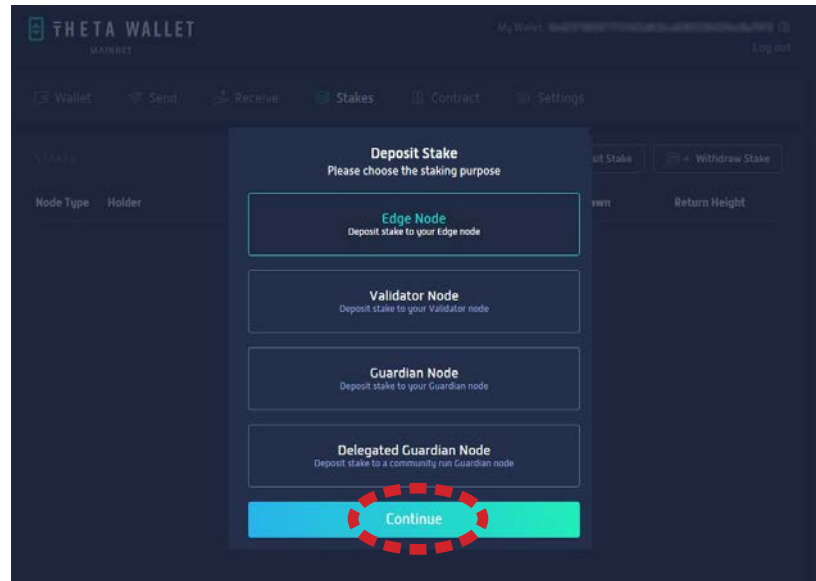 THETA WALLET
MAINNET
My Wallet:
Log out
Wallet Send Receive Stakes Contract Settings
STAKES
sit Stake
Withdraw Stake
Deposit Stake
Please choose the staking purpose
Node Type Holder
awn
Return Height
Edge Node
Deposit stake to your Edge node
Validator Node
Deposit stake to your Validator node
Guardian Node
Deposit stake to your Guardian node
Delegated Guardian Node
Deposit stake to a community run Guardian node
Continue